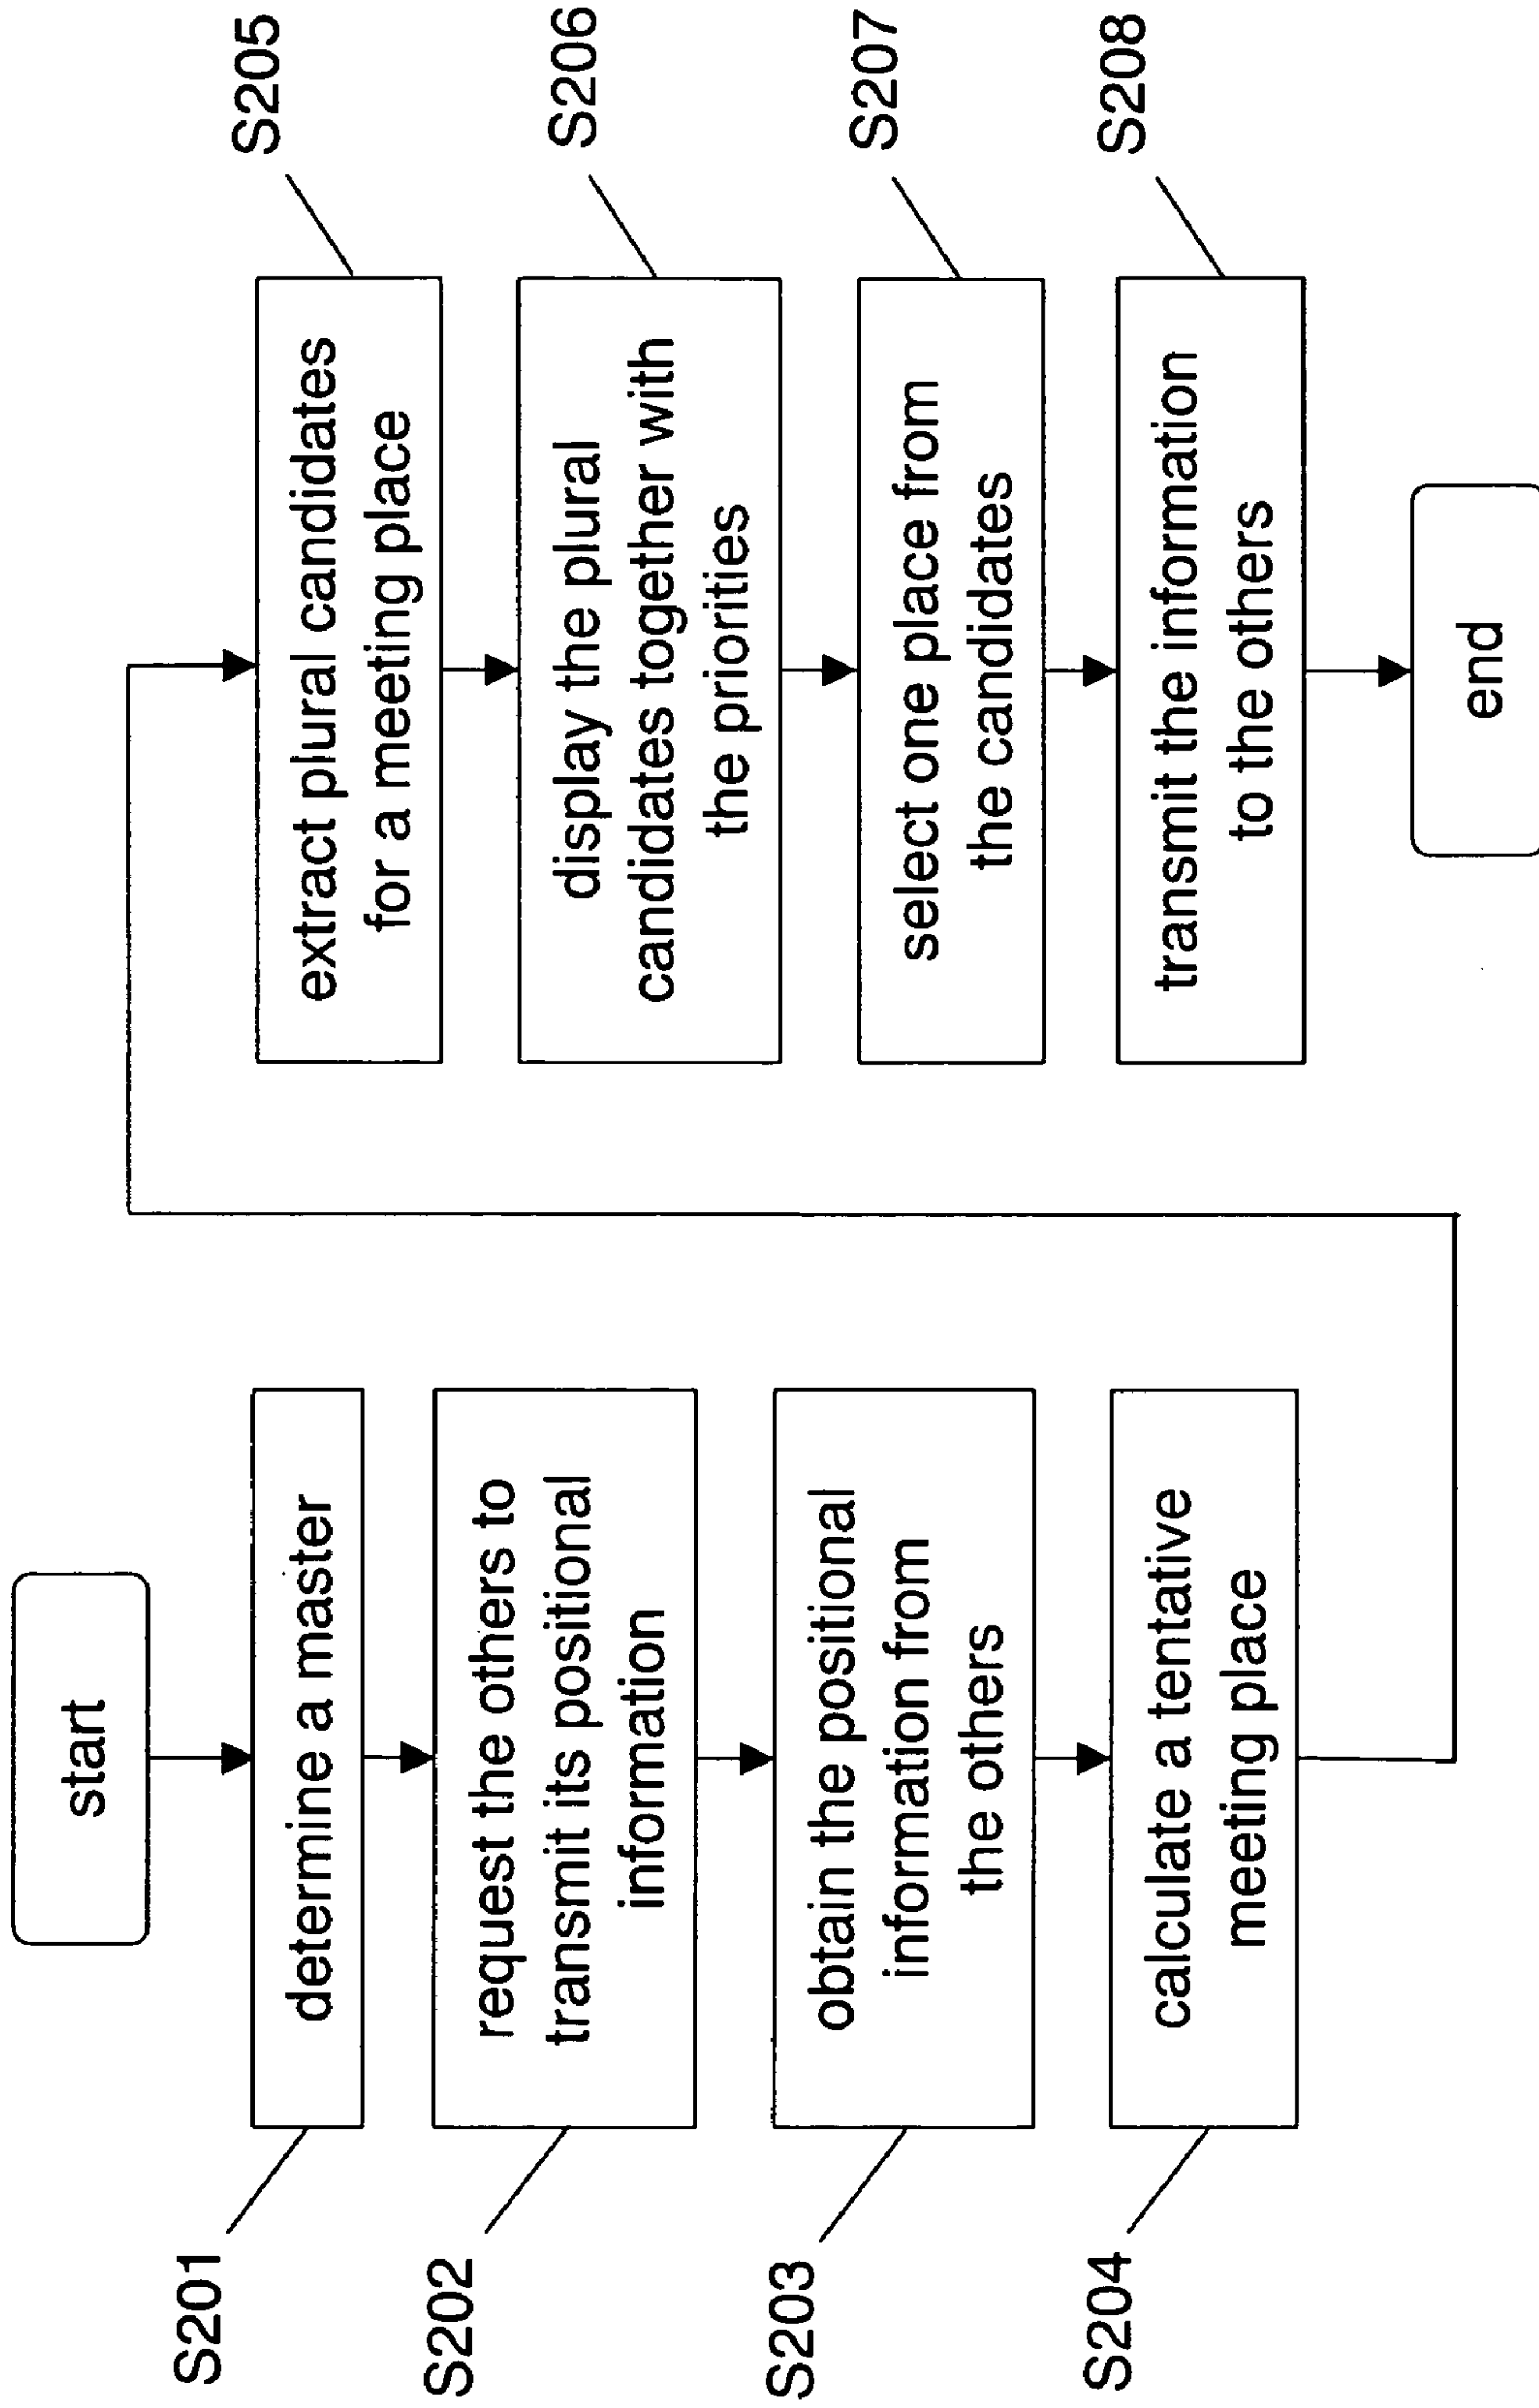 start
S201
determine a master
S202
request the others to
transmit its positional
information
S203
obtain the positional
information from
the others
S204
calculate a tentative
meeting place
S205
extract plural candidates
for a meeting place
S206
display the plural
candidates together with
the priorities
S207
select one place from
the candidates
S208
transmit the information
to the others
end